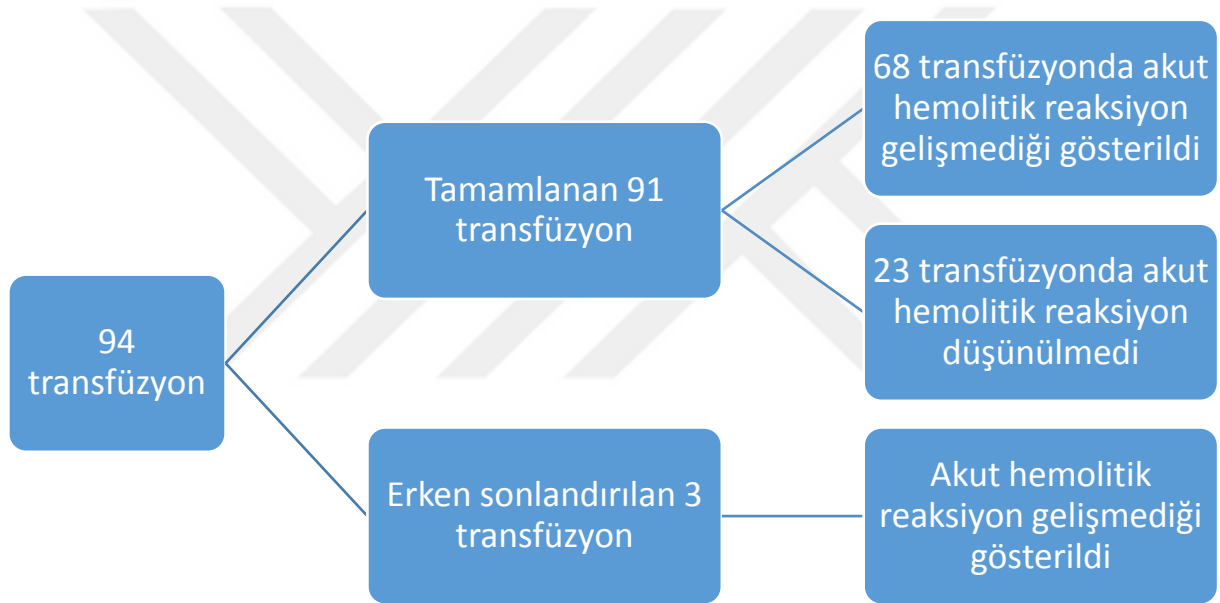 94
transfüzyon
Tamamlanan 91
transfüzyon
68 transfüzyonda akut
hemolitik reaksiyon
gelişmediği gösterildi
23 transfüzyonda akut
hemolitik reaksiyon
düşünülmedi
Erken sonlandırılan 3
transfüzyon
Akut hemolitik
reaksiyon gelişmediği
gösterildi